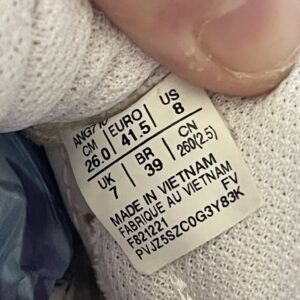 CM EURO US
26.0 41.5 8
UK BR CN
7 39 260(2.5)
MADE IN VIETNAM
FABRIQUE AU VIETNAM
F821221 FV
PVJZ5SZC0G3Y83K